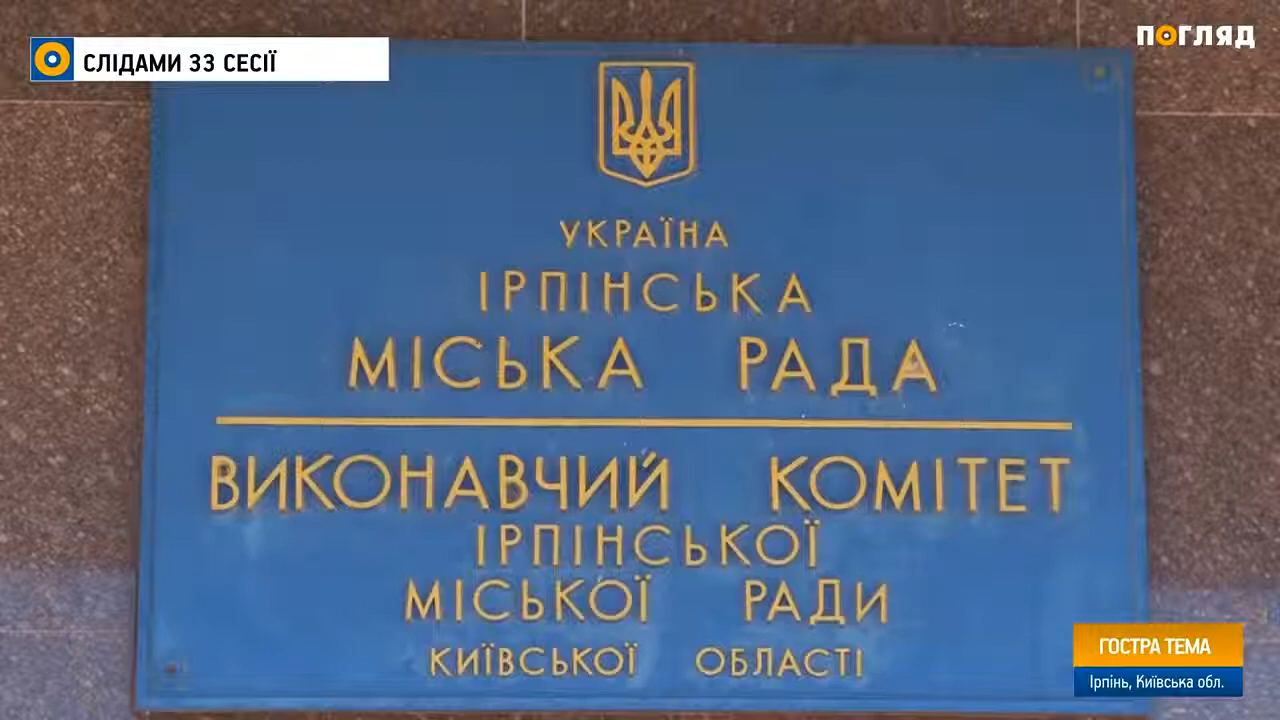 СЛІДАМИ 33 СЕСІЇ
ПОГЛЯД
УКРАЇНА
ІРПІНСЬКА
МІСЬКА РАДА
ВИКОНАВЧИЙ КОМІТЕТ
ІРПІНСЬКОЇ
МІСЬКОЇ РАДИ
КИЇВСЬКОЇ ОБЛАСТІ
ГОСТРА ТЕМА
Ірпінь, Київська обл.